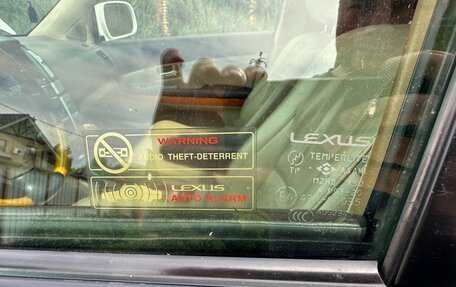 WARNING
AUDIO THEFT-DETERRENT
LEXUS
AUTO ALARM
LEXUS
TEMPERLITE